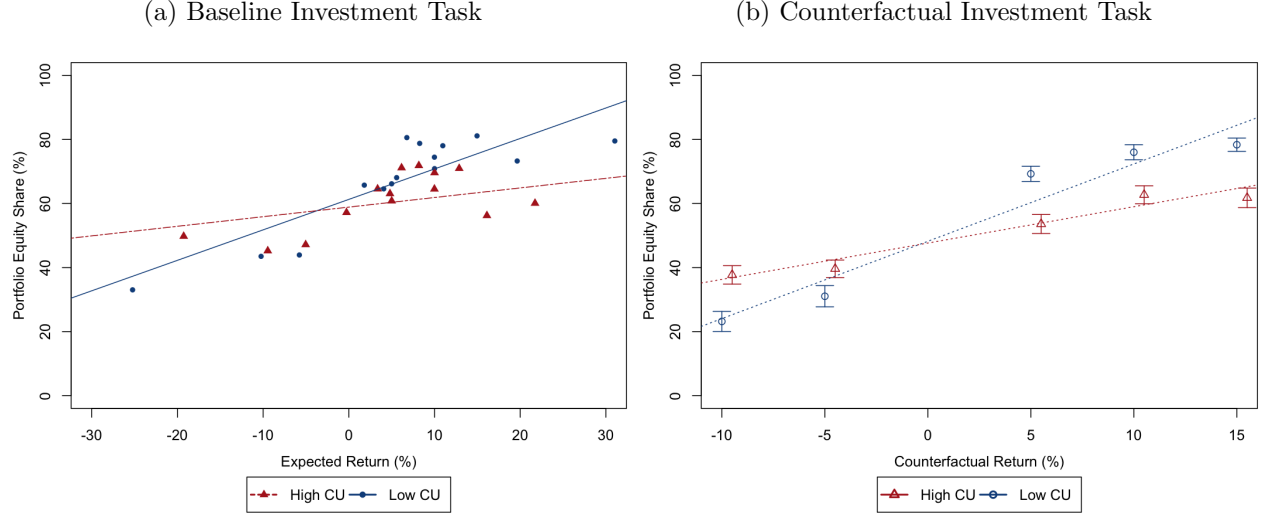 (a) Baseline Investment Task
Portfolio Equity Share (%)
100
80
60
40
20
0
-30 -20 -10 0 10 20 30
Expected Return (%)
High CU Low CU
(b) Counterfactual Investment Task
Portfolio Equity Share (%)
100
80
60
40
20
0
-10 -5 0 5 10 15
Counterfactual Return (%)
High CU Low CU